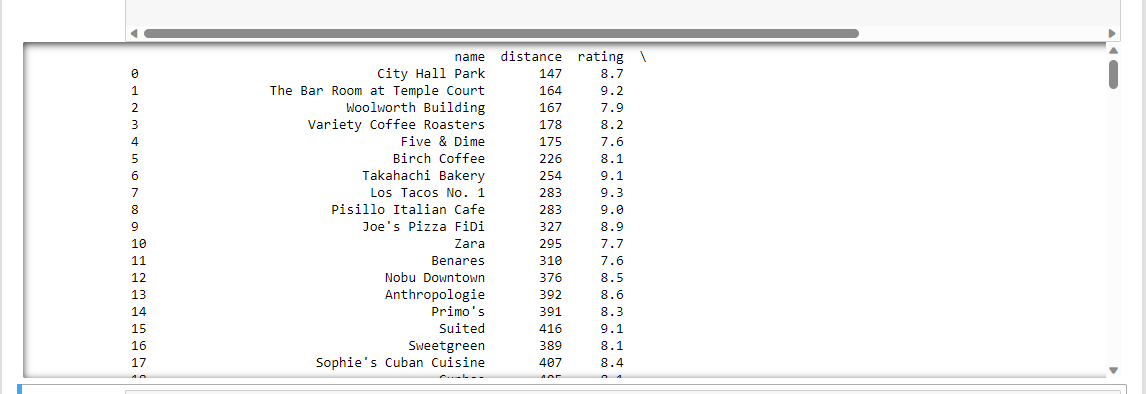 name distance rating \
0 City Hall Park 147 8.7
1 The Bar Room at Temple Court 164 9.2
2 Woolworth Building 167 7.9
3 Variety Coffee Roasters 178 8.2
4 Five & Dime 175 7.6
5 Birch Coffee 226 8.1
6 Takahachi Bakery 254 9.1
7 Los Tacos No. 1 283 9.3
8 Pisillo Italian Cafe 283 9.0
9 Joe's Pizza FiDi 327 8.9
10 Zara 295 7.7
11 Benares 310 7.6
12 Nobu Downtown 376 8.5
13 Anthropologie 392 8.6
14 Primo's 391 8.3
15 Suited 416 9.1
16 Sweetgreen 389 8.1
17 Sophie's Cuban Cuisine 407 8.4